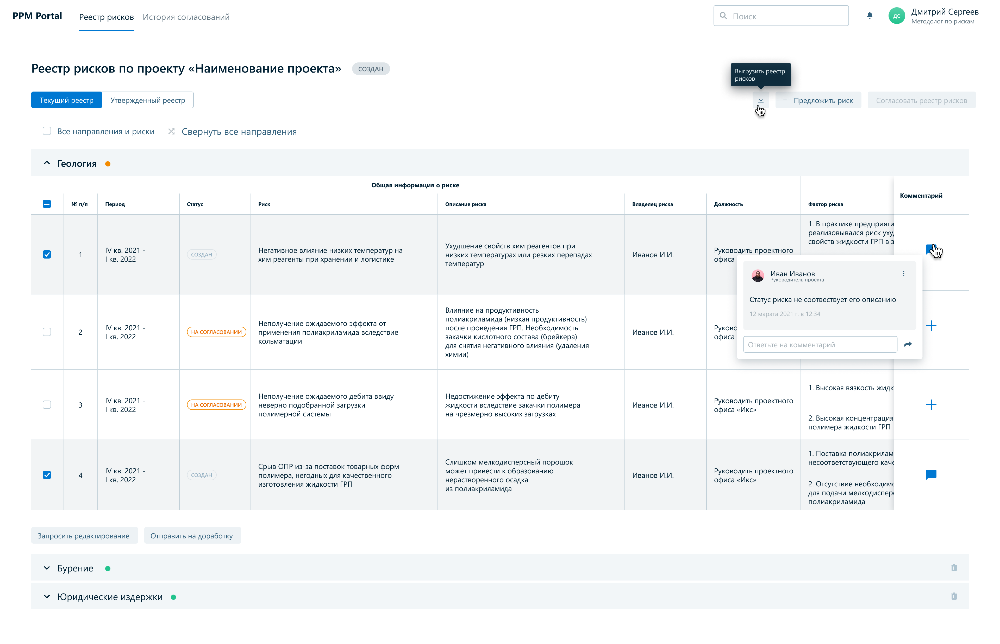 PPM Portal
Реестр рисков
История согласований
Поиск
ДС
Дмитрий Сергеев
Методолог по рискам
Реестр рисков по проекту «Наименование проекта»
СОЗДАН
Выгрузить реестр
рисков
Текущий реестр
Утвержденный реестр
+ Предложить риск
Согласовать реестр рисков
Все направления и риски
Свернуть все направления
Геология
Общая информация о риске
Комментарий
№ п/п
Период
Статус
Риск
Описание риска
Владелец риска
Должность
Фактор риска
1
IV кв. 2021 -
I кв. 2022
СОЗДАН
Негативное влияние низких температур на
хим реагенты при хранении и логистике
Ухудшение свойств хим реагентов при
низких температурах или резких перепадах
температур
Иванов И.И.
Руководить проектного
офиса
1. В практике предприяти
реализовывался риск уху
свойств жидкости ГРП в з
Иван Иванов
Руководитель проекта
Статус риска не соотвествует его описанию
12 марата 2021 г. в 12:34
Ответьте на комментарий
2
IV кв. 2021 -
I кв. 2022
НА СОГЛАСОВАНИИ
Неполучение ожидаемого эффекта от
применения полиакриламида вследствие
кольматации
Влияние на продуктивность
полиакриламида (низкая продуктивность)
после проведения ГРП. Необходимость
закачки кислотного состава (брейкера)
для снятия негативного влияния (удаления
химии)
Иванов И.И.
Руково
офиса
3
IV кв. 2021 -
I кв. 2022
НА СОГЛАСОВАНИИ
Неполучение ожидаемого дебита ввиду
неверно подобранной загрузки
полимерной системы
Недостижение эффекта по дебиту
жидкости вследствие закачки полимера
на чрезмерно высоких загрузках
Иванов И.И.
Руководить проектного
офиса «Икс»
1. Высокая вязкость жидк
2. Высокая концентрация
полимера жидкости ГРП
4
IV кв. 2021 -
I кв. 2022
СОЗДАН
Срыв ОПР из-за поставок товарных форм
полимера, негодных для качественного
изготовления жидкости ГРП
Слишком мелкодисперсный порошок
может привести к образованию
нерастворенного осадка
из полиакриламида
Иванов И.И.
Руководить проектного
офиса «Икс»
1. Поставка полиакрилам
несоответствующего каче
2. Отсутствие необходимо
для подачи мелкодиспер
полиакриламида
Запросить редактирование
Отправить на доработку
Бурение
Юридические издержки